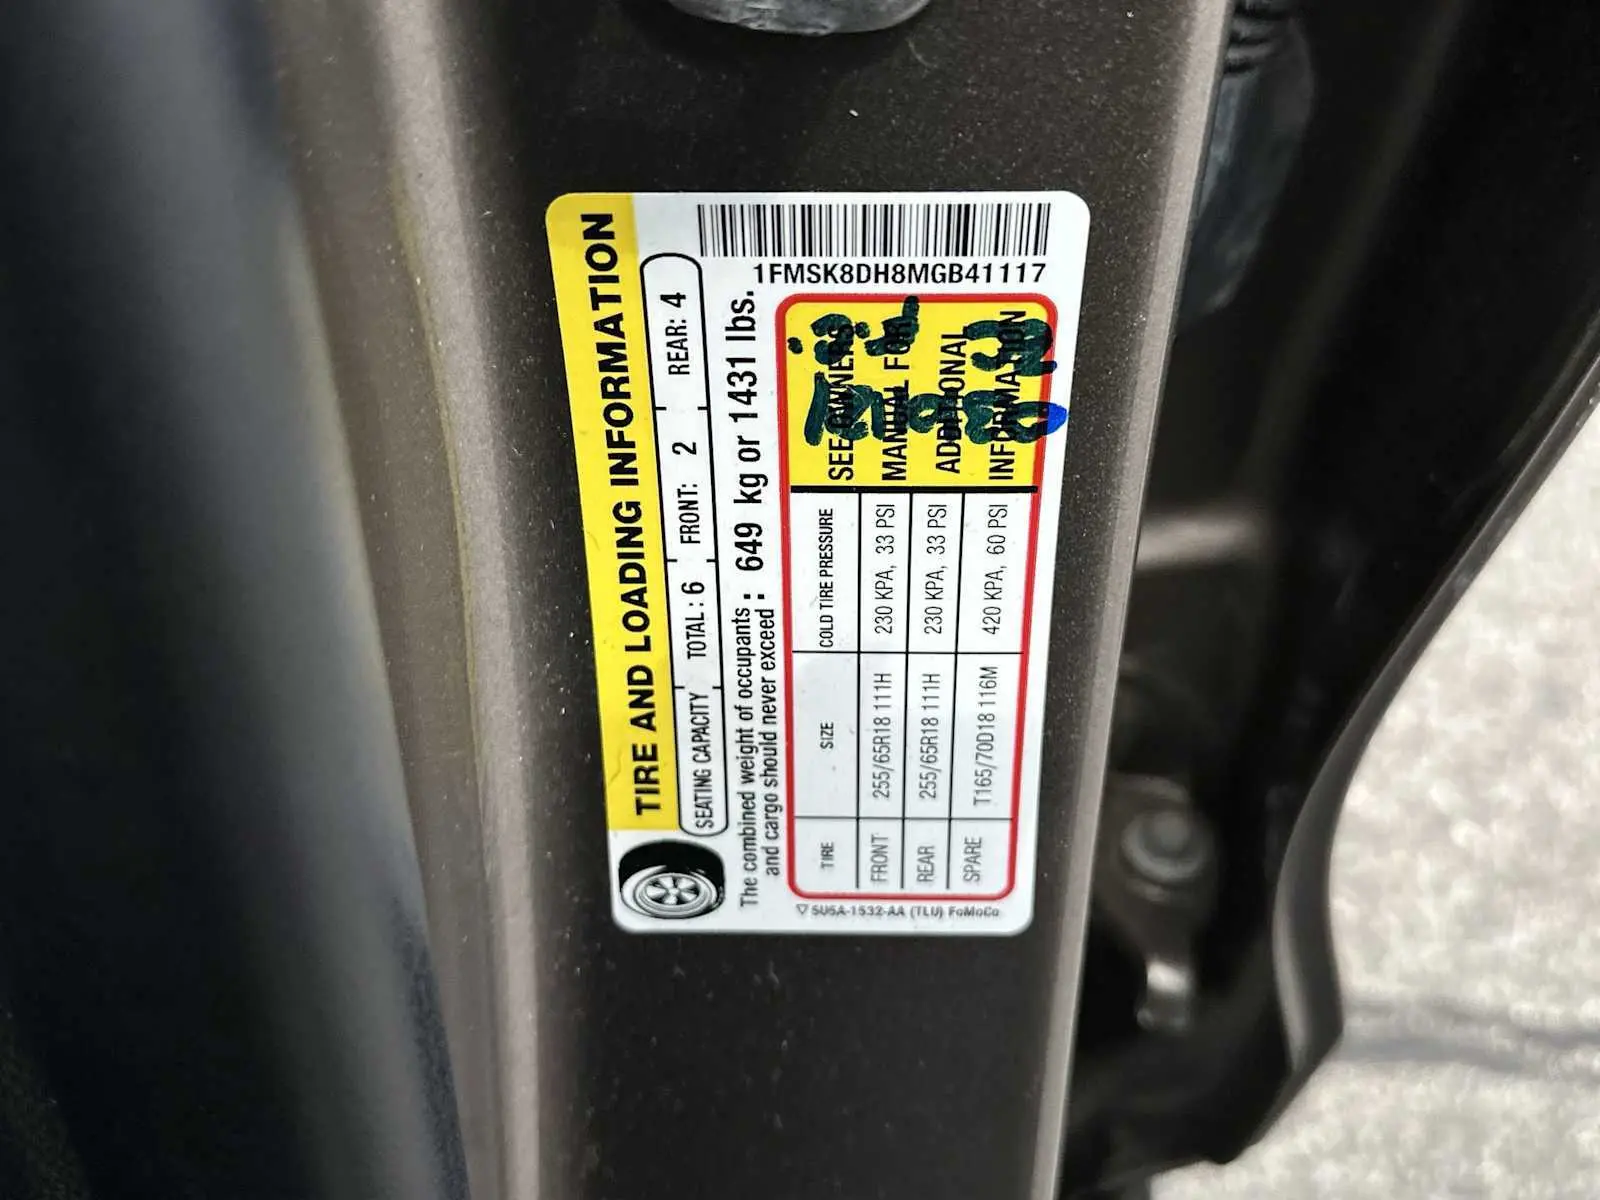 1FMSK8DH8MGB41117
TIRE AND LOADING INFORMATION
SEATING CAPACITY TOTAL : 6 FRONT: 2 REAR: 4
The combined weight of occupants
and cargo should never exceed : 649 kg or 1431 lbs.
TIRE SIZE COLD TIRE PRESSURE SEE OWNERS
FRONT 255/65R18 111H 230 KPA, 33 PSI MANUAL FOR
REAR 255/65R18 111H 230 KPA, 33 PSI ADDITIONAL
SPARE T165/70D18 116M 420 KPA, 60 PSI INFORMATION
5U5A-1532-AA (TLU) FoMoCo